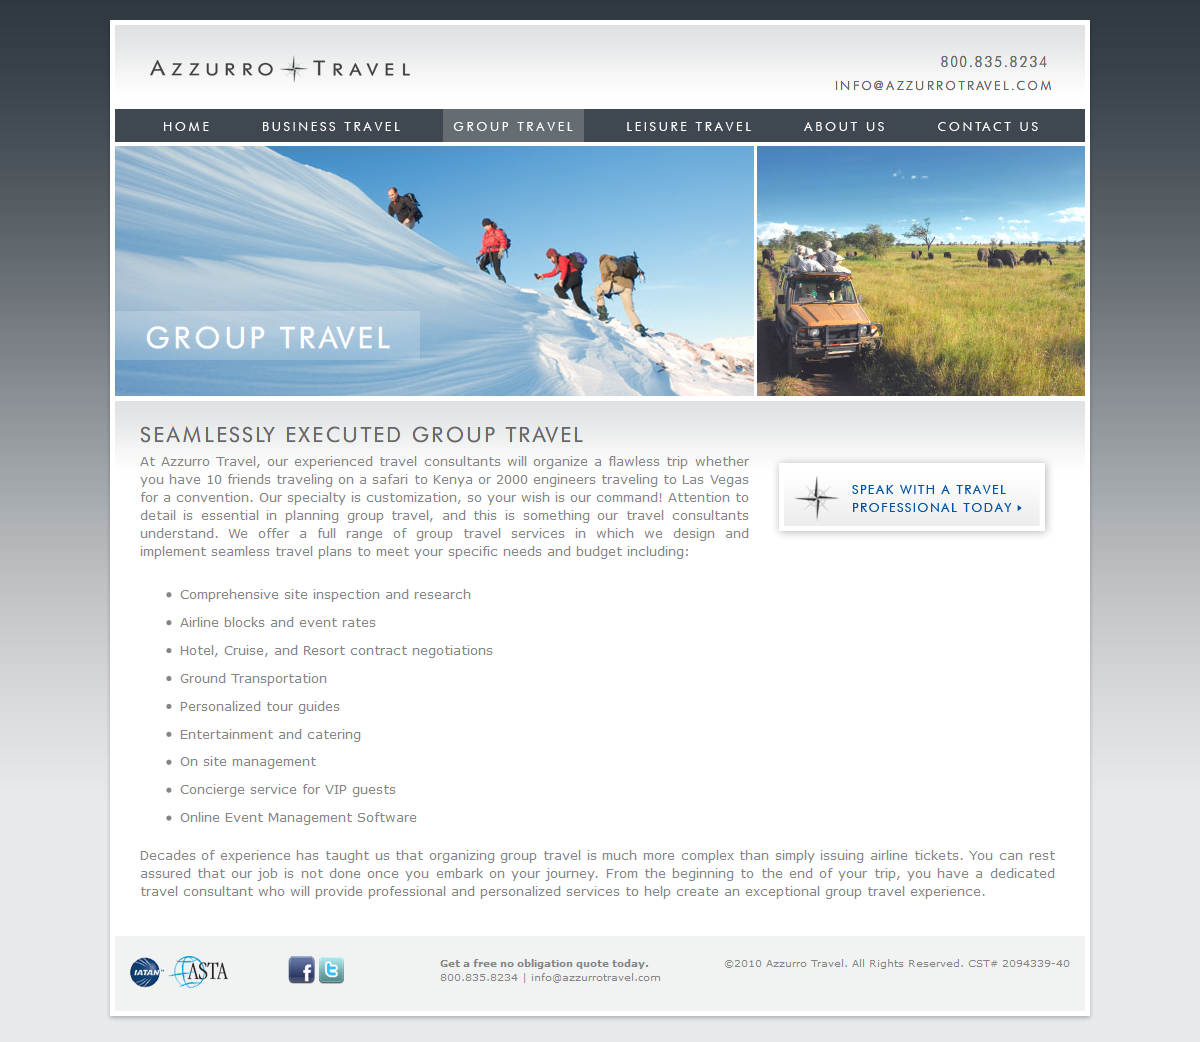 AZZURRO TRAVEL
800.835.8234
INFO@AZZURROTRAVEL.COM
HOME BUSINESS TRAVEL GROUP TRAVEL LEISURE TRAVEL ABOUT US CONTACT US
GROUP TRAVEL
SEAMLESSLY EXECUTED GROUP TRAVEL
At Azzurro Travel, our experienced travel consultants will organize a flawless trip whether
you have 10 friends traveling on a safari to Kenya or 2000 engineers traveling to Las Vegas
for a convention. Our specialty is customization, so your wish is our command! Attention to
detail is essential in planning group travel, and this is something our travel consultants
understand. We offer a full range of group travel services in which we design and
implement seamless travel plans to meet your specific needs and budget including:
SPEAK WITH A TRAVEL
PROFESSIONAL TODAY
• Comprehensive site inspection and research
• Airline blocks and event rates
• Hotel, Cruise, and Resort contract negotiations
• Ground Transportation
• Personalized tour guides
• Entertainment and catering
• On site management
• Concierge service for VIP guests
• Online Event Management Software
Decades of experience has taught us that organizing group travel is much more complex than simply issuing airline tickets. You can rest
assured that our job is not done once you embark on your journey. From the beginning to the end of your trip, you have a dedicated
travel consultant who will provide professional and personalized services to help create an exceptional group travel experience.
IATAN ASTA
Get a free no obligation quote today.
800.835.8234 | info@azzurrotravel.com
©2010 Azzurro Travel. All Rights Reserved. CST# 2094339-40